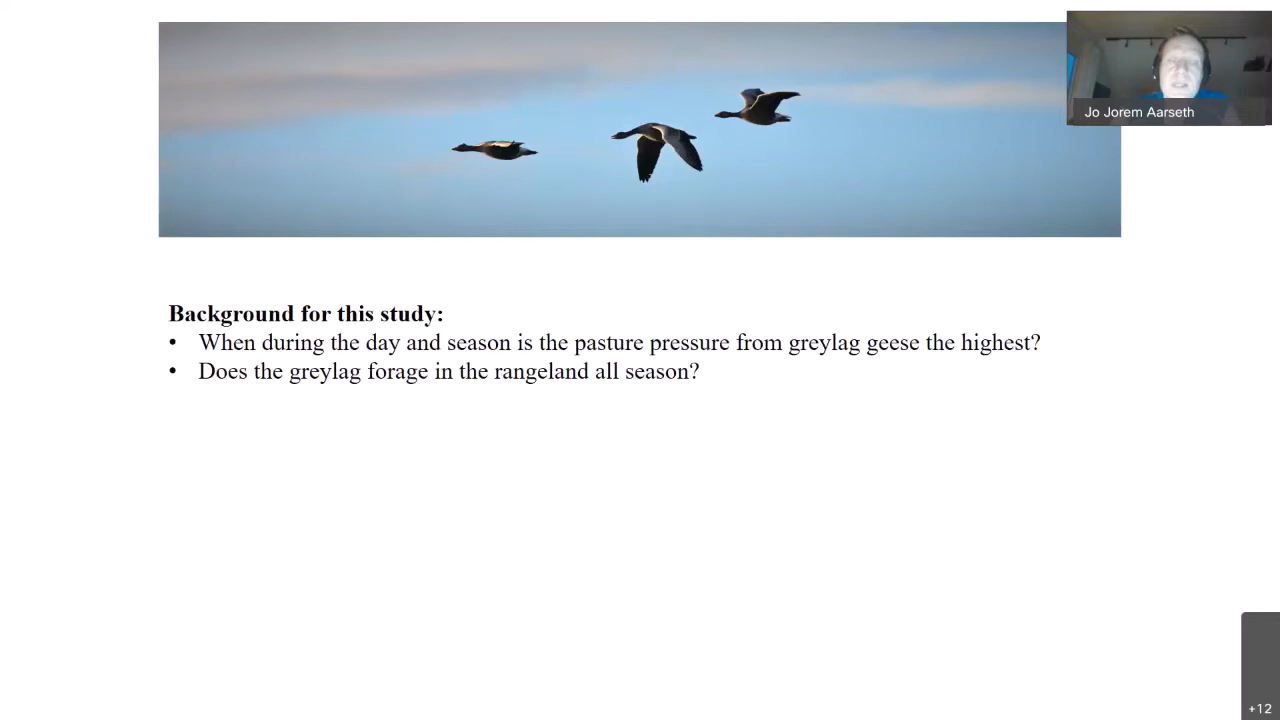 Jo Jorem Aarseth
Background for this study:
• When during the day and season is the pasture pressure from greylag geese the highest?
• Does the greylag forage in the rangeland all season?
+12